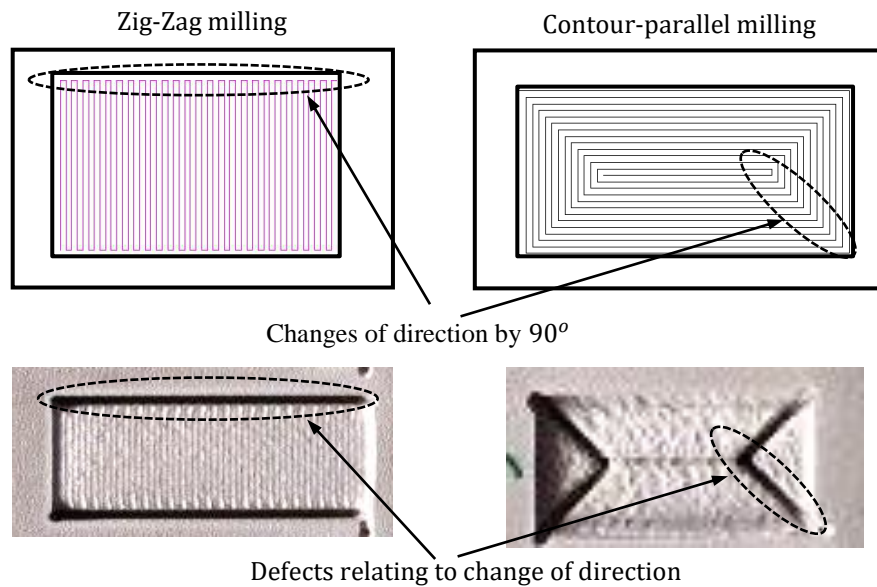 Zig-Zag milling
Contour-parallel milling
Changes of direction by 90°
Defects relating to change of direction